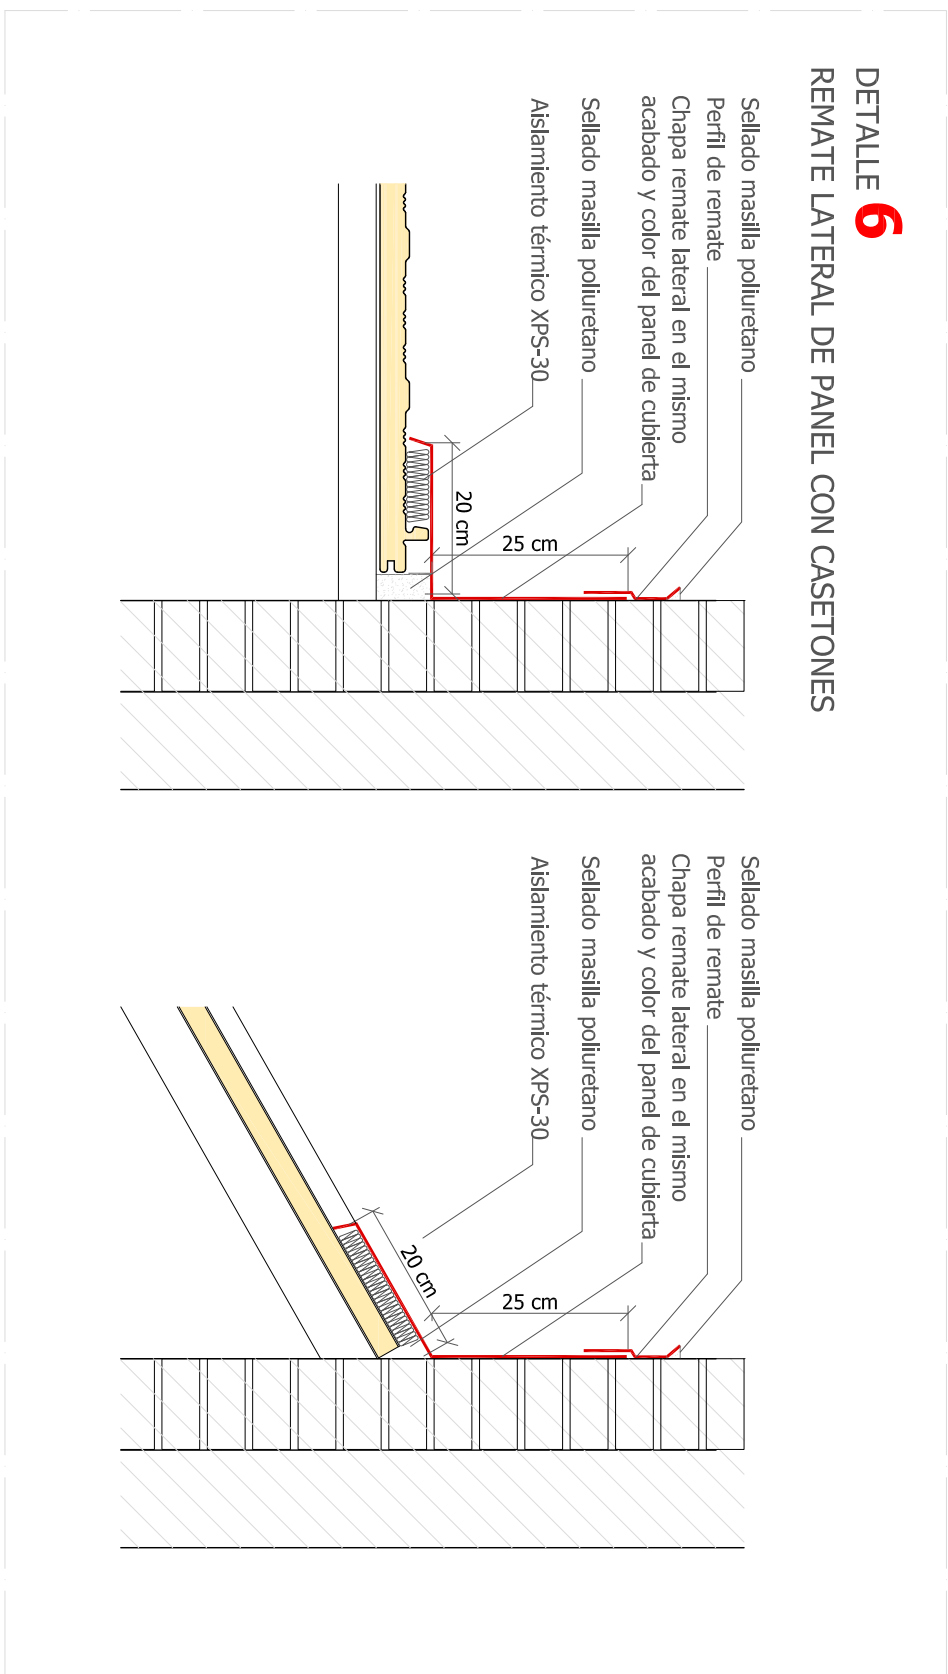 DETALLE 6
REMATE LATERAL DE PANEL CON CASETONES
Sellado masilla poliuretano
Perfil de remate
Chapa remate lateral en el mismo
acabado y color del panel de cubierta
Sellado masilla poliuretano
Aislamiento térmico XPS-30
25 cm
20 cm
Sellado masilla poliuretano
Perfil de remate
Chapa remate lateral en el mismo
acabado y color del panel de cubierta
Sellado masilla poliuretano
Aislamiento térmico XPS-30
25 cm
20 cm